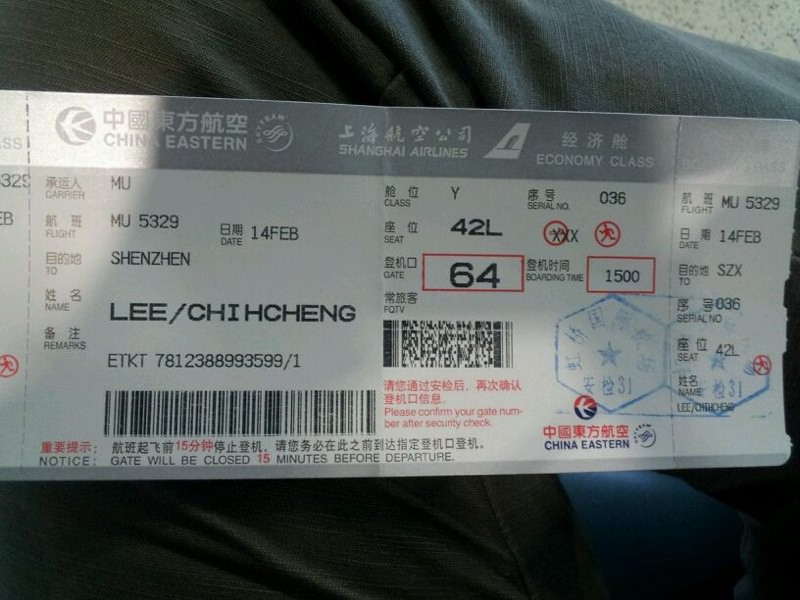 中國東方航空
CHINA EASTERN
SKYTEAM
上海航空公司
SHANGHAI AIRLINES
经济舱
ECONOMY CLASS
承运人 MU
CARRIER
航班 MU 5329
FLIGHT
日期 14FEB
DATE
目的地 SHENZHEN
TO
姓名
NAME
LEE/CHIHCHENG
备注
REMARKS
ETKT 7812388993599/1
舱位 Y
CLASS
序号 036
SERIAL NO.
座位 42L
SEAT
XXX
登机口 64
GATE
登机时间 1500
BOARDING TIME
常旅客
FQTV
请您通过安检后，再次确认
登机口信息。
Please confirm your gate num-
ber after security check.
中國東方航空
CHINA EASTERN
重要提示：航班起飞前15分钟停止登机，请您务必在此之前到达指定登机口登机。
NOTICE: GATE WILL BE CLOSED 15 MINUTES BEFORE DEPARTURE.
航班 MU 5329
FLIGHT
日期 14FEB
DATE
目的地 SZX
TO
序号 036
SERIAL NO
座位 42L
SEAT
姓名
NAME
LEE/CHIHCHENG
安检31
安检31